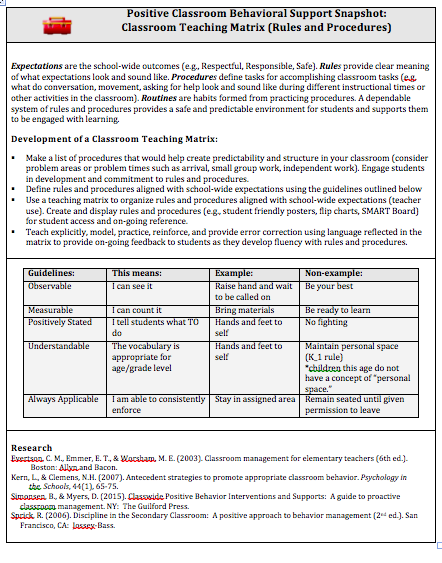 Positive Classroom Behavioral Support Snapshot:
Classroom Teaching Matrix (Rules and Procedures)
Expectations are the school-wide outcomes (e.g., Respectful, Responsible, Safe). Rules provide clear meaning
of what expectations look and sound like. Procedures define tasks for accomplishing classroom tasks (e.g,
what do conversation, movement, asking for help look and sound like during different instructional times or
other activities in the classroom). Routines are habits formed from practicing procedures. A dependable
system of rules and procedures provides a safe and predictable environment for students and supports them
to be engaged with learning.
Development of a Classroom Teaching Matrix:
▪ Make a list of procedures that would help create predictability and structure in your classroom (consider
problem areas or problem times such as arrival, small group work, independent work). Engage students
in development and commitment to rules and procedures.
▪ Define rules and procedures aligned with school-wide expectations using the guidelines outlined below
▪ Use a teaching matrix to organize rules and procedures aligned with school-wide expectations (teacher
use). Create and display rules and procedures (e.g., student friendly posters, flip charts, SMART Board)
for student access and on-going reference.
▪ Teach explicitly, model, practice, reinforce, and provide error correction using language reflected in the
matrix to provide on-going feedback to students as they develop fluency with rules and procedures.
Guidelines: This means: Example: Non-example:
Observable I can see it Raise hand and wait Be your best
to be called on
Measurable I can count it Bring materials Be ready to learn
Positively Stated I tell students what TO Hands and feet to No fighting
do self
Understandable The vocabulary is Hands and feet to Maintain personal space
appropriate for self (K_1 rule)
age/grade level *children this age do not
have a concept of "personal
space."
Always Applicable I am able to consistently Stay in assigned area Remain seated until given
enforce permission to leave
Research
Evertson, C. M., Emmer, E. T., & Worsham, M. E. (2003). Classroom management for elementary teachers (6th ed.).
Boston: Allyn and Bacon.
Kern, L., & Clemens, N.H. (2007). Antecedent strategies to promote appropriate classroom behavior. Psychology in
the Schools, 44(1), 65-75.
Simonsen, B., & Myers, D. (2015). Classwide Positive Behavior Interventions and Supports: A guide to proactive
classroom management. NY: The Guilford Press.
Sprick, R. (2006). Discipline in the Secondary Classroom: A positive approach to behavior management (2nd ed.). San
Francisco, CA: Jossey-Bass.